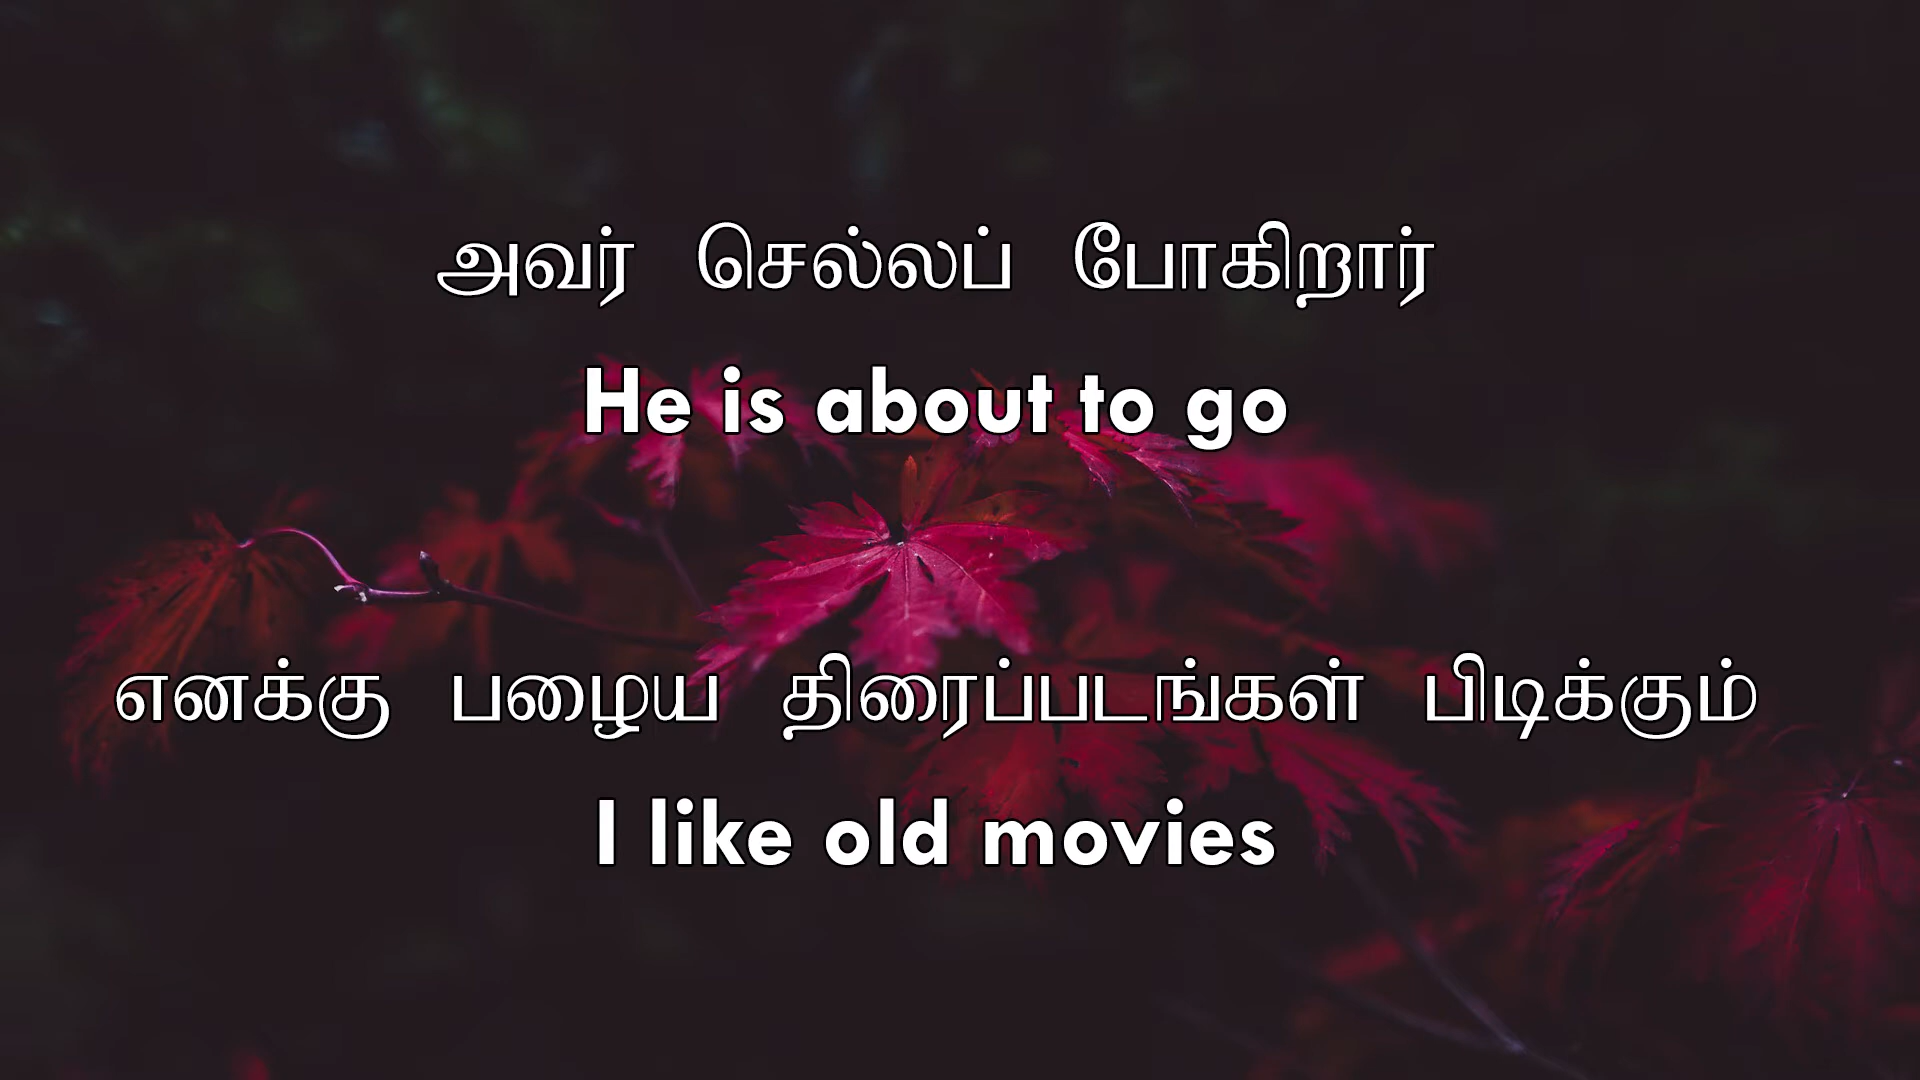 அவர் செல்லப் போகிறார்
He is about to go
எனக்கு பழைய திரைப்படங்கள் பிடிக்கும்
I like old movies